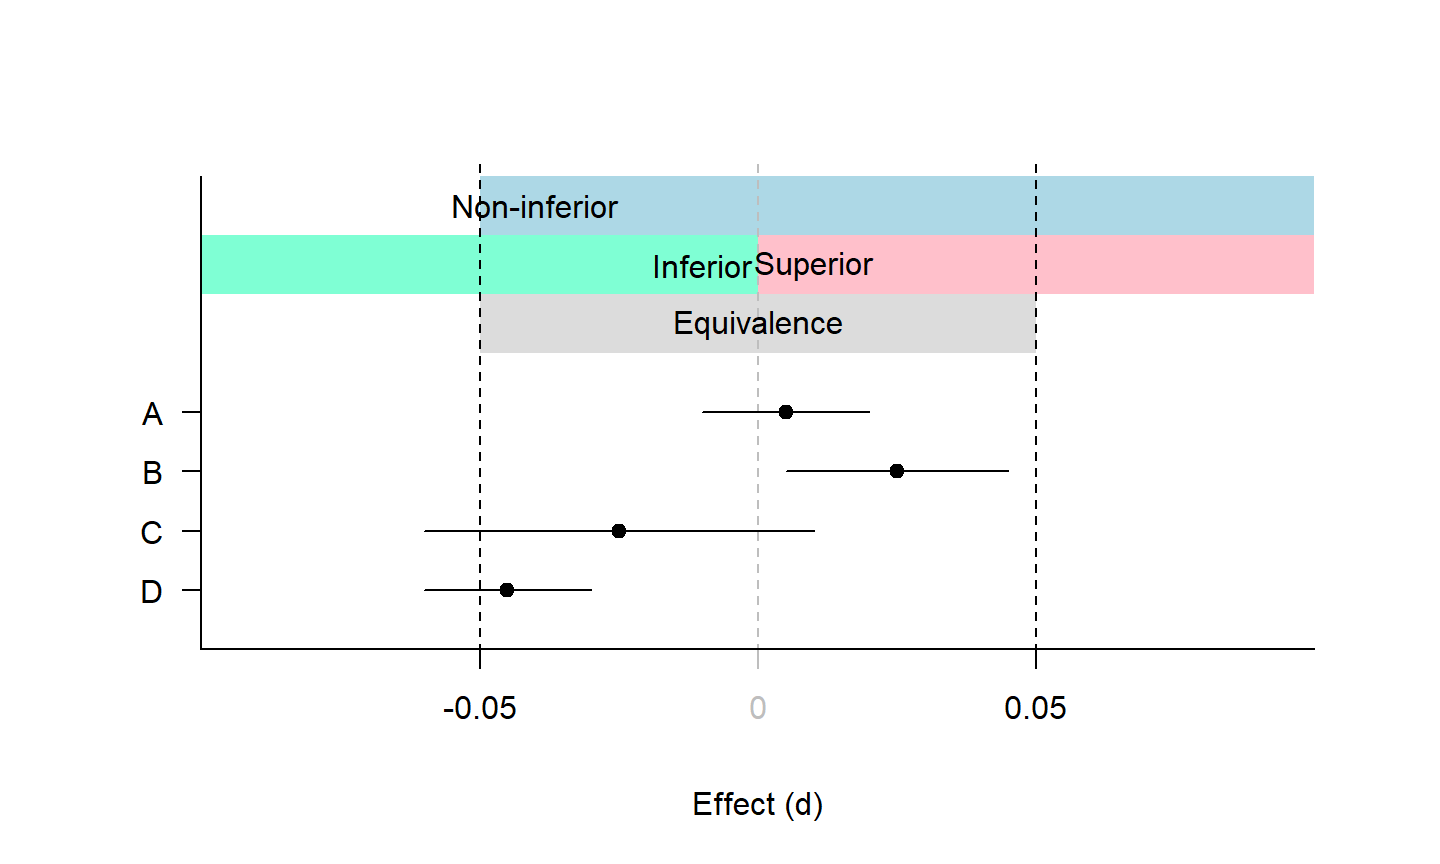 Non-inferior
Inferior Superior
Equivalence
A
B
C
D
-0.05 0 0.05
Effect (d)